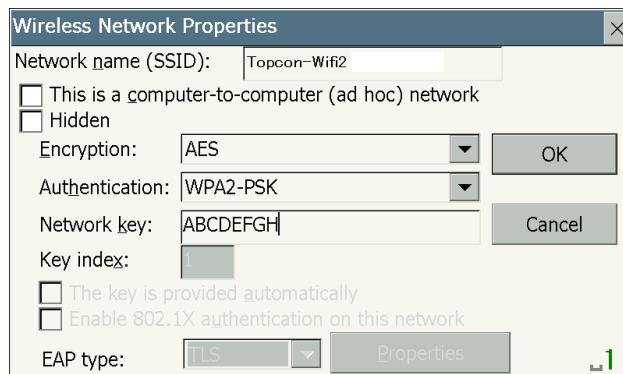 Wireless Network Properties
Network name (SSID): Topcon-Wifi2
This is a computer-to-computer (ad hoc) network
Hidden
Encryption: AES OK
Authentication: WPA2-PSK
Network key: ABCDEFGH Cancel
Key index: 1
The key is provided automatically
Enable 802.1X authentication on this network
EAP type: TLS Properties
1